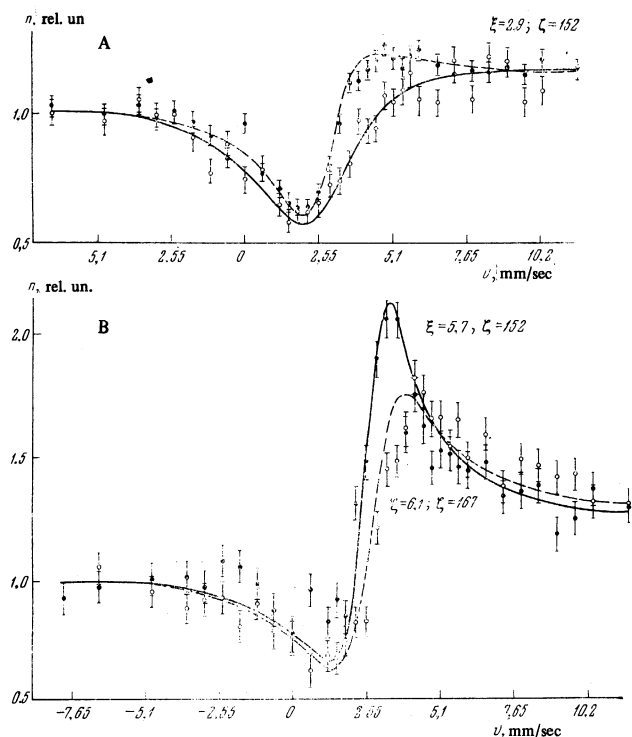 n, rel. un
A
ξ=2.9; ζ=152
1.0
0,5
5,1 2.55 0 2,55 5,1 7,65 10.2
υ, mm/sec
n, rel. un.
B
2.0
ξ=5,7, ζ=152
1.5
ξ=6.1; ζ=167
1.0
0.5
-7,65 -5,1 -2,55 0 2,55 5,1 7,65 10.2
υ, mm/sec